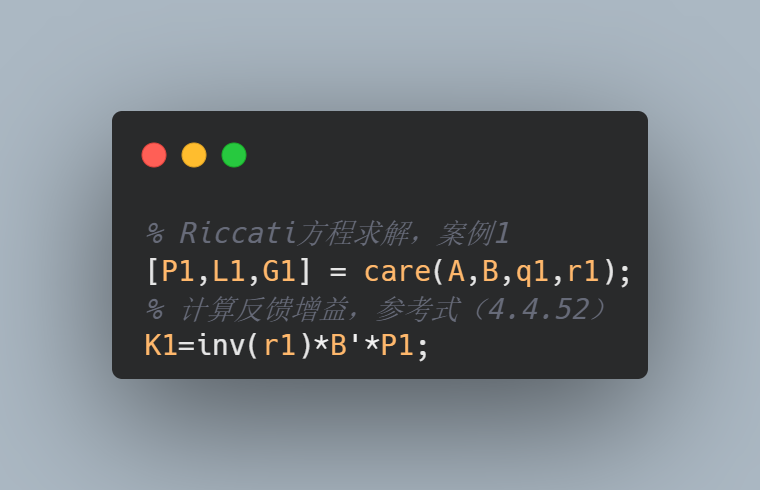 % Riccati方程求解，案例1
[P1,L1,G1] = care(A,B,q1,r1);
% 计算反馈增益，参考式（4.4.52）
K1=inv(r1)*B'*P1;